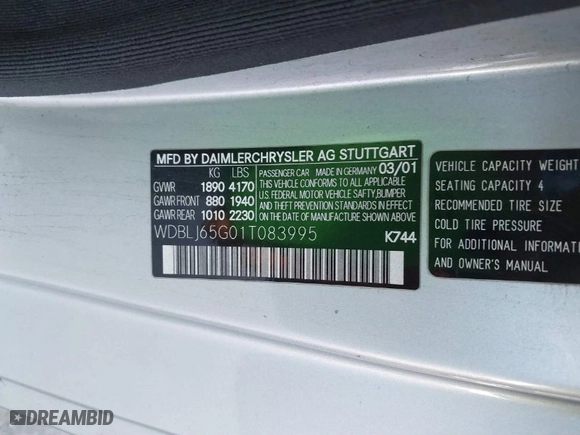 MFD BY DAIMLERCHRYSLER AG STUTTGART
KG LBS
GVWR 1890 4170
GAWR FRONT 880 1940
GAWR REAR 1010 2230
PASSENGER CAR MADE IN GERMANY 03/01
THIS VEHICLE CONFORMS TO ALL APPLICABLE
U.S. FEDERAL MOTOR VEHICLE SAFETY, BUMPER
AND THEFT PREVENTION STANDARDS IN EFFECT
ON THE DATE OF MANUFACTURE SHOWN ABOVE
WDBLJ65G01T083995
K744
VEHICLE CAPACITY WEIGHT
SEATING CAPACITY 4
RECOMMENDED TIRE SIZE
COLD TIRE PRESSURE
FOR ADDITIONAL INFORMATI
AND OWNER'S MANUAL
DREAMBID